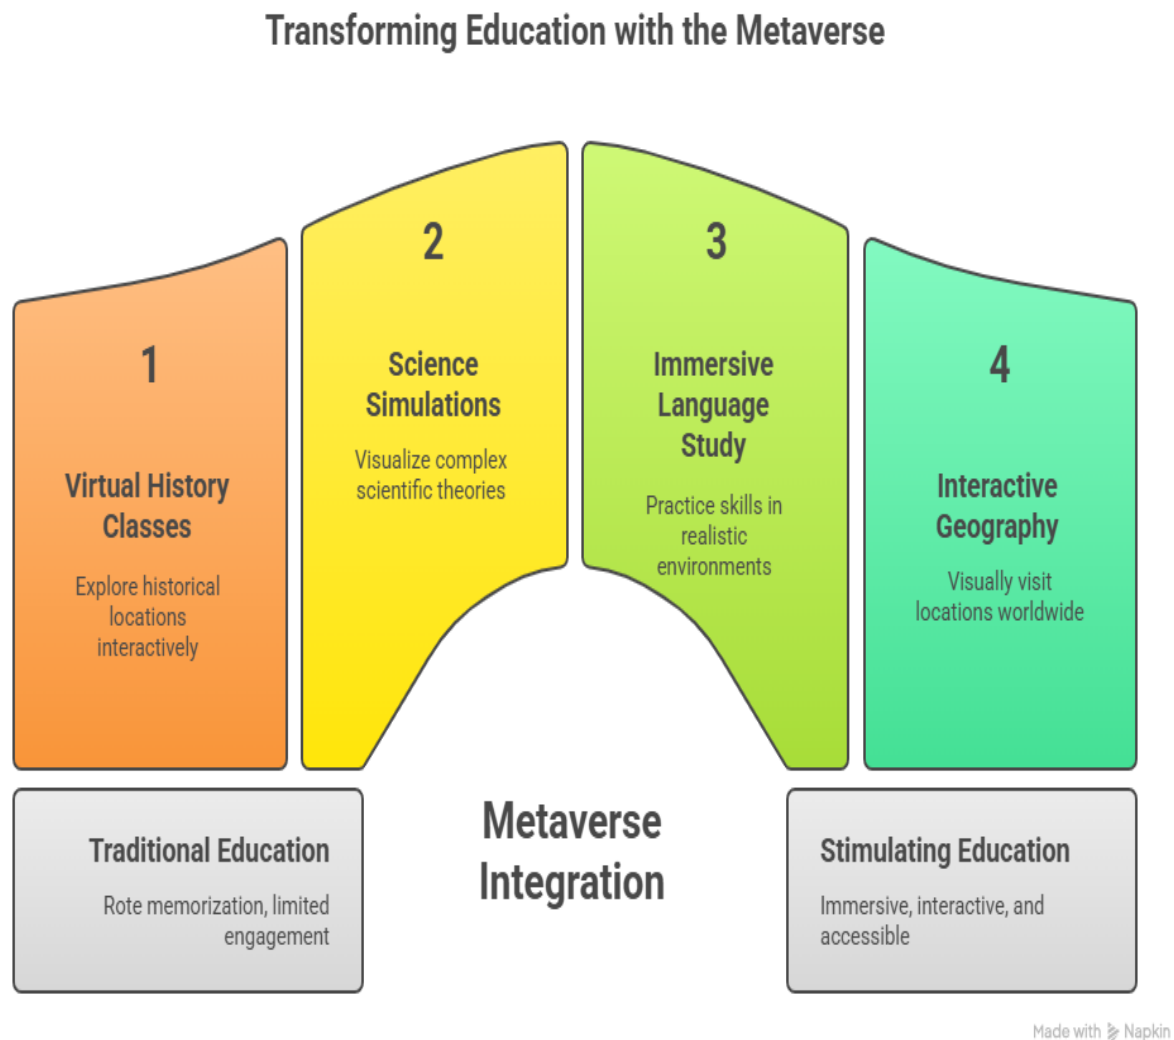 Transforming Education with the Metaverse
1
Virtual History
Classes
Explore historical
locations
interactively
2
Science
Simulations
Visualize complex
scientific theories
3
Immersive
Language
Study
Practice skills in
realistic
environments
4
Interactive
Geography
Visually visit
locations worldwide
Traditional Education
Rote memorization, limited
engagement
Metaverse
Integration
Stimulating Education
Immersive, interactive, and
accessible
Made with Napkin